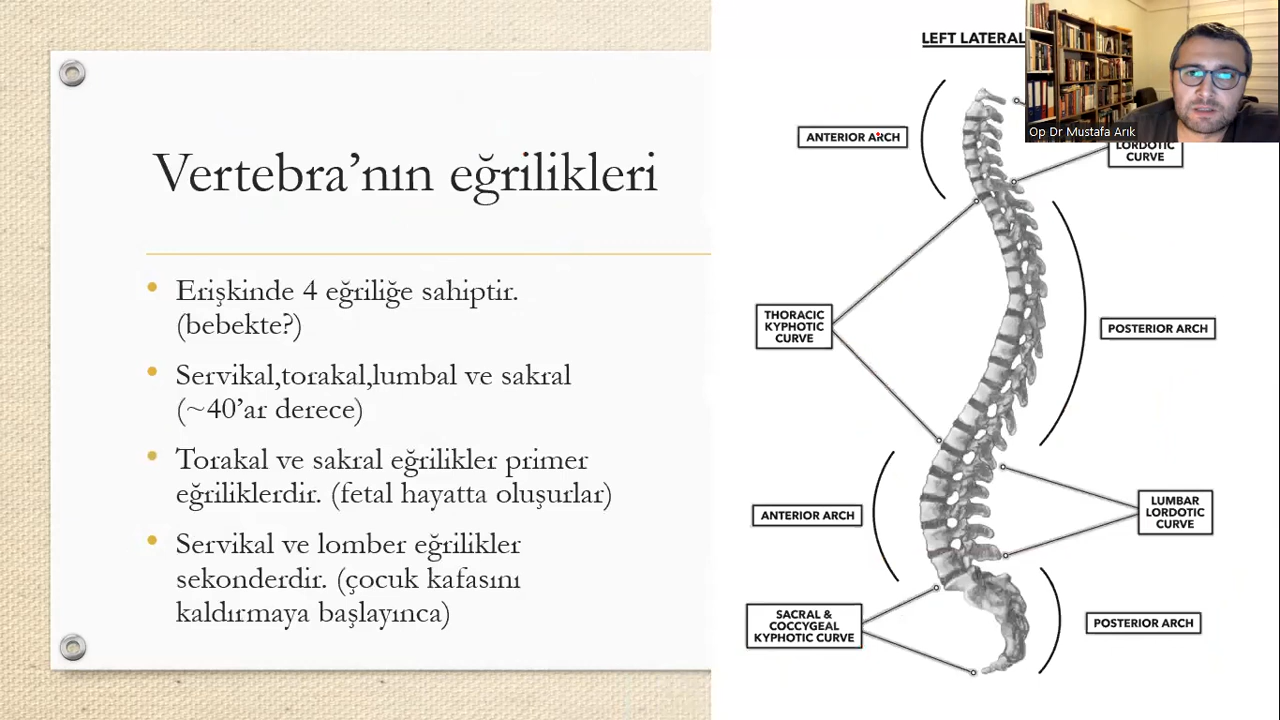 Vertebra’nın eğrilikleri
• Erişkinde 4 eğriliğe sahiptir.
(bebekte?)
• Servikal,torakal,lumbal ve sakral
(~40’ar derece)
• Torakal ve sakral eğrilikler primer
eğriliklerdir. (fetal hayatta oluşurlar)
• Servikal ve lomber eğrilikler
sekonderdir. (çocuk kafasını
kaldırmaya başlayınca)
LEFT LATERAL
Op Dr Mustafa Arık
ANTERIOR ARCH
LORDOTIC
CURVE
THORACIC
KYPHOTIC
CURVE
POSTERIOR ARCH
ANTERIOR ARCH
LUMBAR
LORDOTIC
CURVE
SACRAL &
COCCYGEAL
KYPHOTIC CURVE
POSTERIOR ARCH